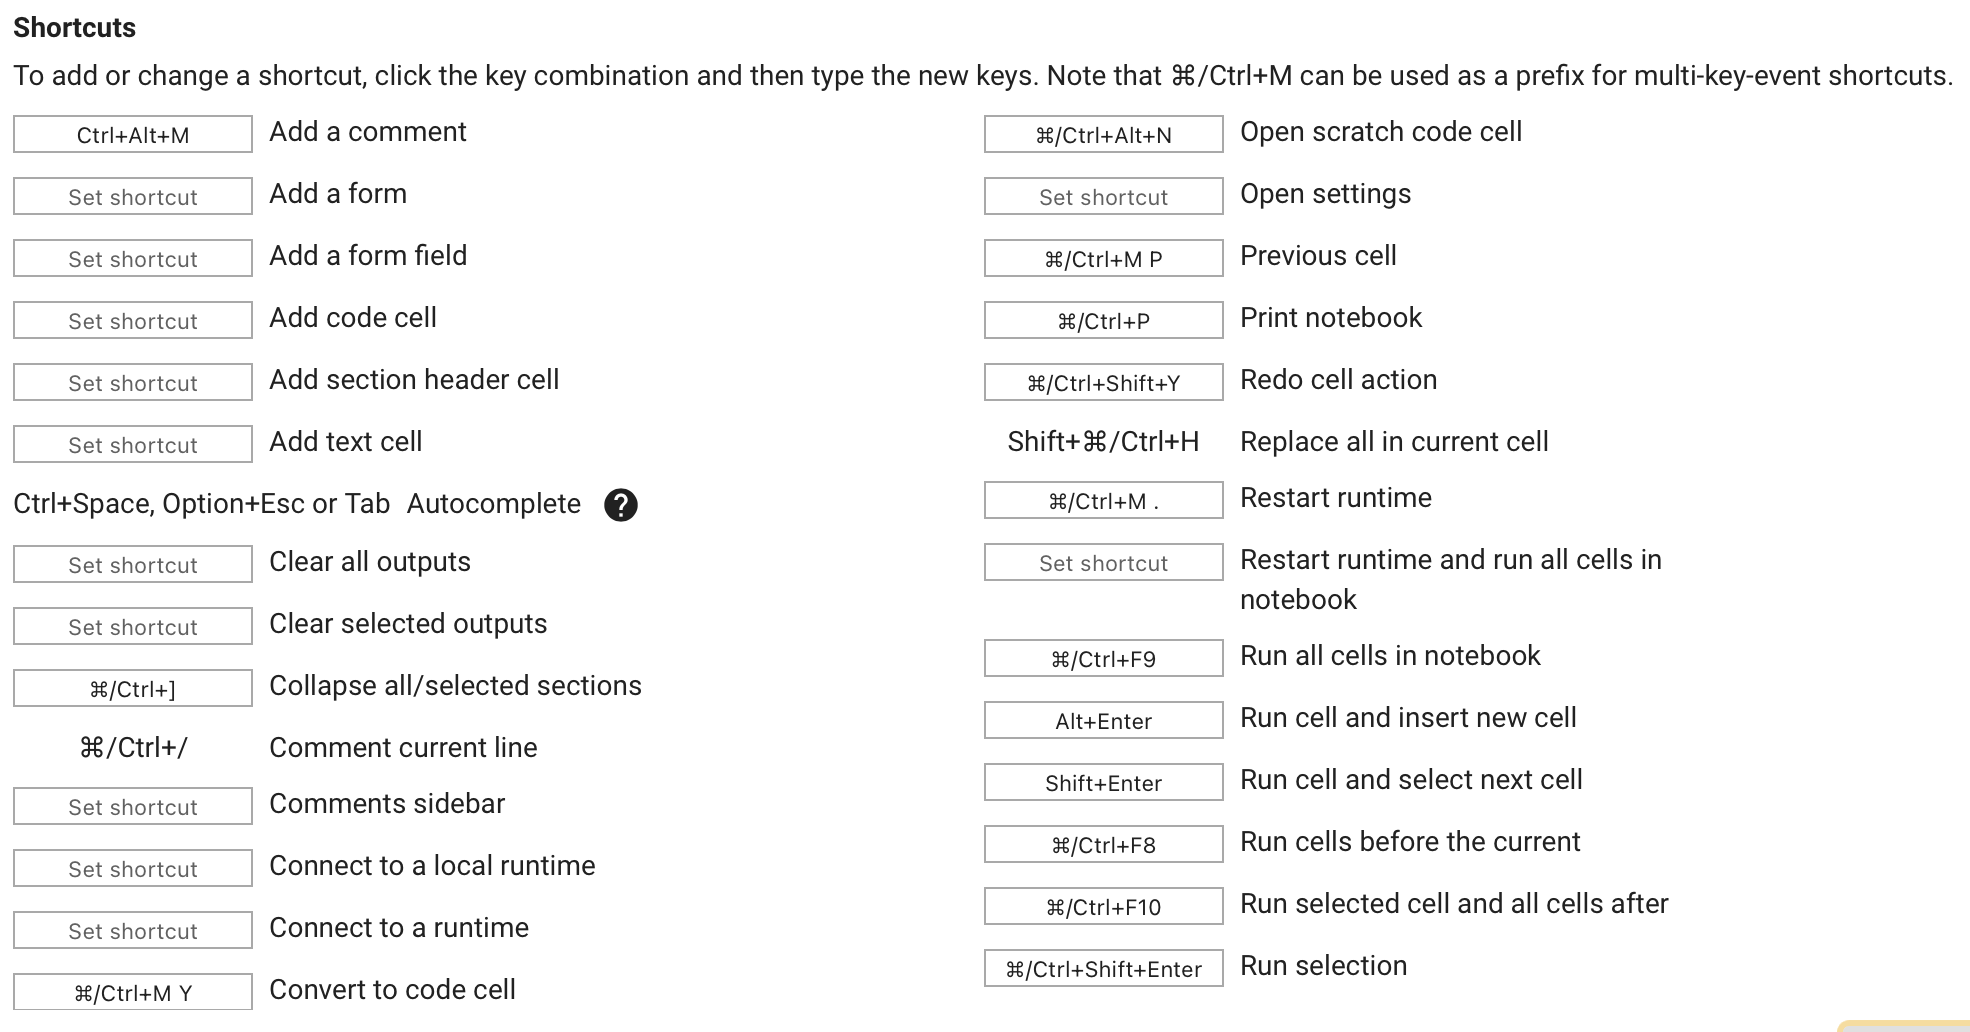 Shortcuts
To add or change a shortcut, click the key combination and then type the new keys. Note that ⌘/Ctrl+M can be used as a prefix for multi-key-event shortcuts.
Ctrl+Alt+M Add a comment
Set shortcut Add a form
Set shortcut Add a form field
Set shortcut Add code cell
Set shortcut Add section header cell
Set shortcut Add text cell
Ctrl+Space, Option+Esc or Tab Autocomplete ?
Set shortcut Clear all outputs
Set shortcut Clear selected outputs
⌘/Ctrl+] Collapse all/selected sections
⌘/Ctrl+/ Comment current line
Set shortcut Comments sidebar
Set shortcut Connect to a local runtime
Set shortcut Connect to a runtime
⌘/Ctrl+M Y Convert to code cell
⌘/Ctrl+Alt+N Open scratch code cell
Set shortcut Open settings
⌘/Ctrl+M P Previous cell
⌘/Ctrl+P Print notebook
⌘/Ctrl+Shift+Y Redo cell action
Shift+⌘/Ctrl+H Replace all in current cell
⌘/Ctrl+M . Restart runtime
Set shortcut Restart runtime and run all cells in
notebook
⌘/Ctrl+F9 Run all cells in notebook
Alt+Enter Run cell and insert new cell
Shift+Enter Run cell and select next cell
⌘/Ctrl+F8 Run cells before the current
⌘/Ctrl+F10 Run selected cell and all cells after
⌘/Ctrl+Shift+Enter Run selection